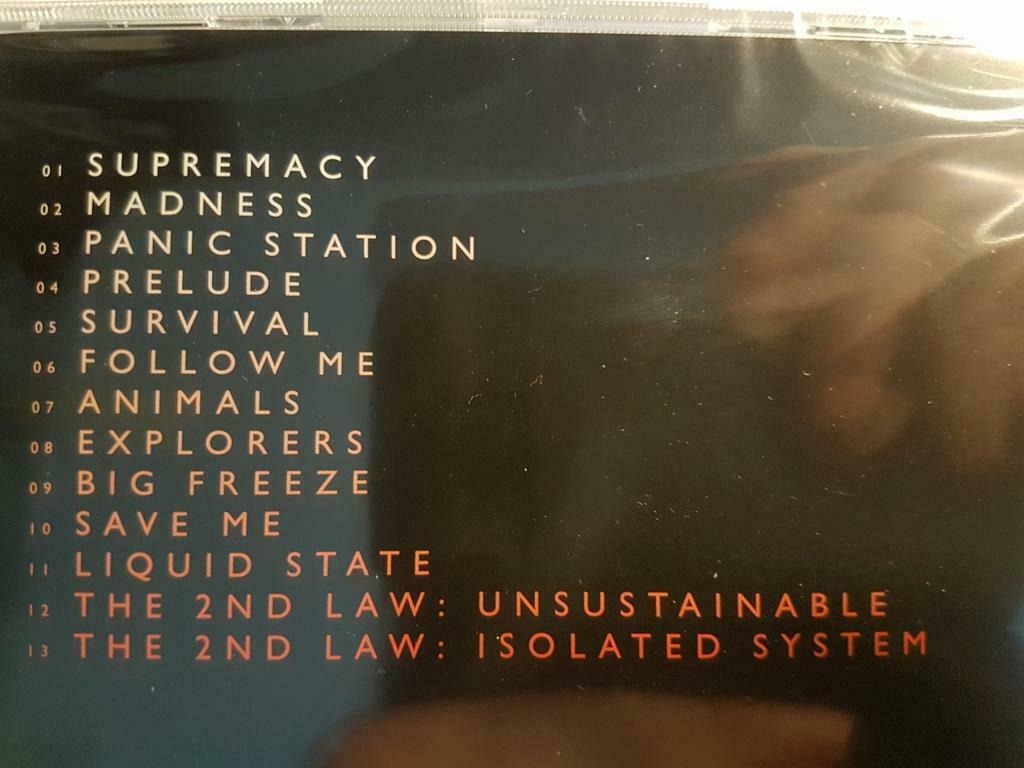 01 SUPREMACY
02 MADNESS
03 PANIC STATION
04 PRELUDE
05 SURVIVAL
06 FOLLOW ME
07 ANIMALS
08 EXPLORERS
09 BIG FREEZE
10 SAVE ME
11 LIQUID STATE
12 THE 2ND LAW: UNSUSTAINABLE
13 THE 2ND LAW: ISOLATED SYSTEM